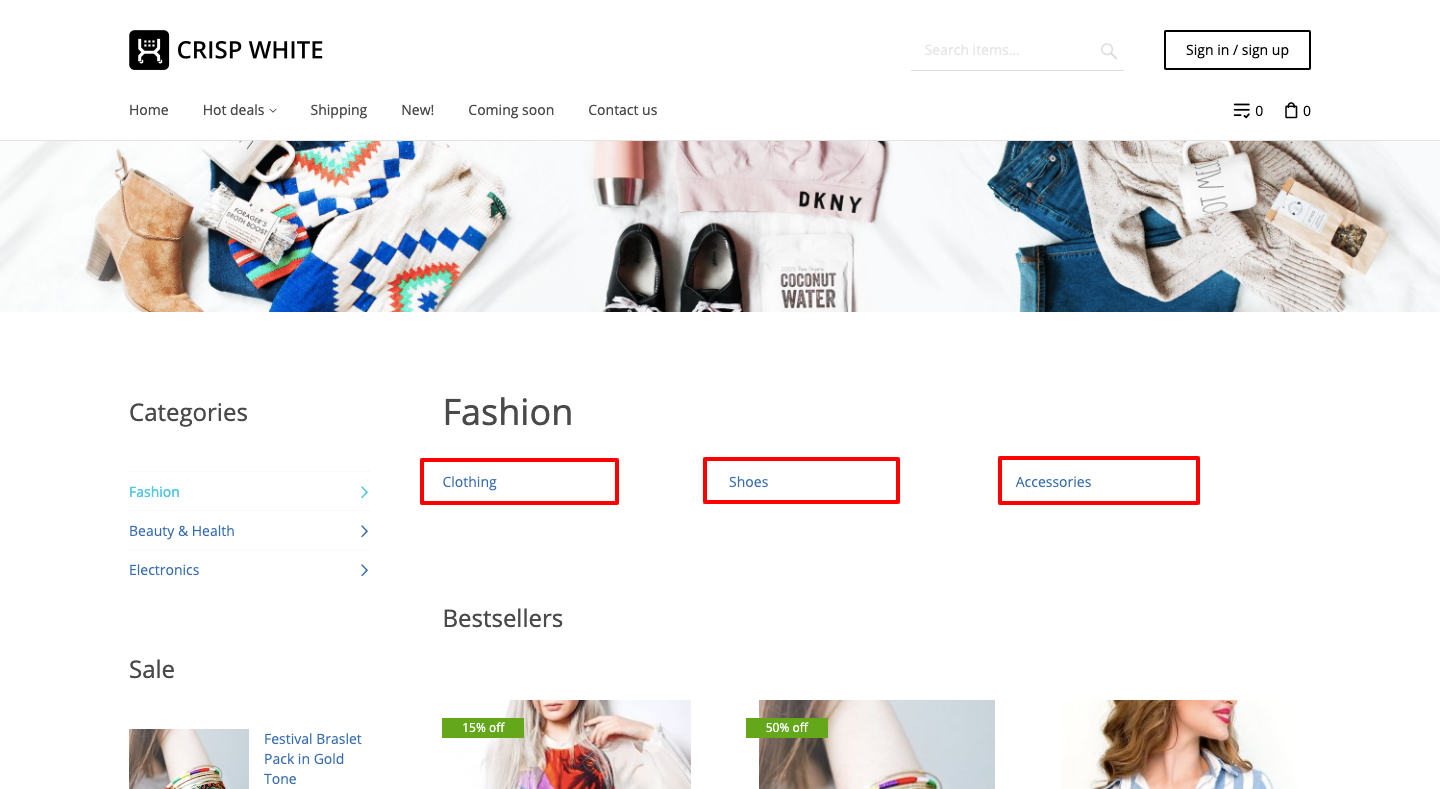 CRISP WHITE
Search items...
Sign in / sign up
Home
Hot deals
Shipping
New!
Coming soon
Contact us
0
0
FORAGER'S
BROTH BOOST
DKNY
COCONUT
WATER
Categories
Fashion
Beauty & Health
Electronics
Fashion
Clothing
Shoes
Accessories
Bestsellers
Sale
15% off
50% off
Festival Braslet
Pack in Gold
Tone